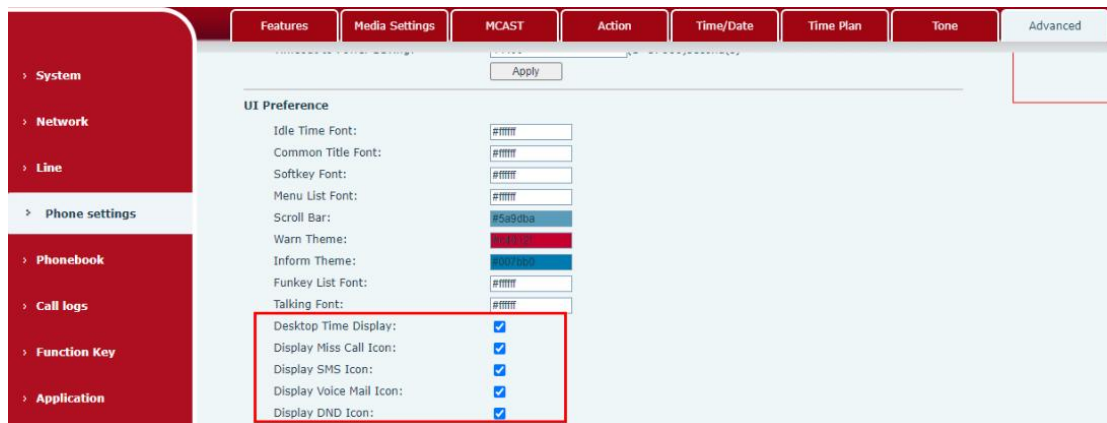 Features Media Settings MCAST Action Time/Date Time Plan Tone Advanced
Apply
› System
UI Preference
› Network
Idle Time Font: #ffffff
Common Title Font: #ffffff
› Line
Softkey Font: #ffffff
Menu List Font: #ffffff
› Phone settings
Scroll Bar: #5a9dba
Warn Theme:
› Phonebook
Inform Theme: #007bb0
Funkey List Font: #ffffff
› Call logs
Talking Font: #ffffff
Desktop Time Display:
› Function Key
Display Miss Call Icon:
Display SMS Icon:
› Application
Display Voice Mail Icon:
Display DND Icon: